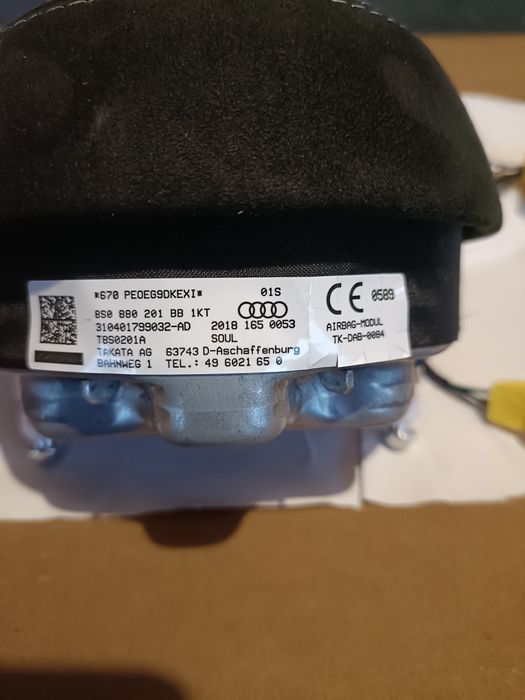 *670 PEOEG9DKEXI* 01S
8S0 880 201 BB 1KT
310401799032-AD 2018 165 0053
T8S0201A SOUL
TAKATA AG 63743 D-Aschaffenburg
BAHNWEG 1 TEL.: 49 6021 65 0
CE 0589
AIRBAG-MODUL
TK-DAB-0084